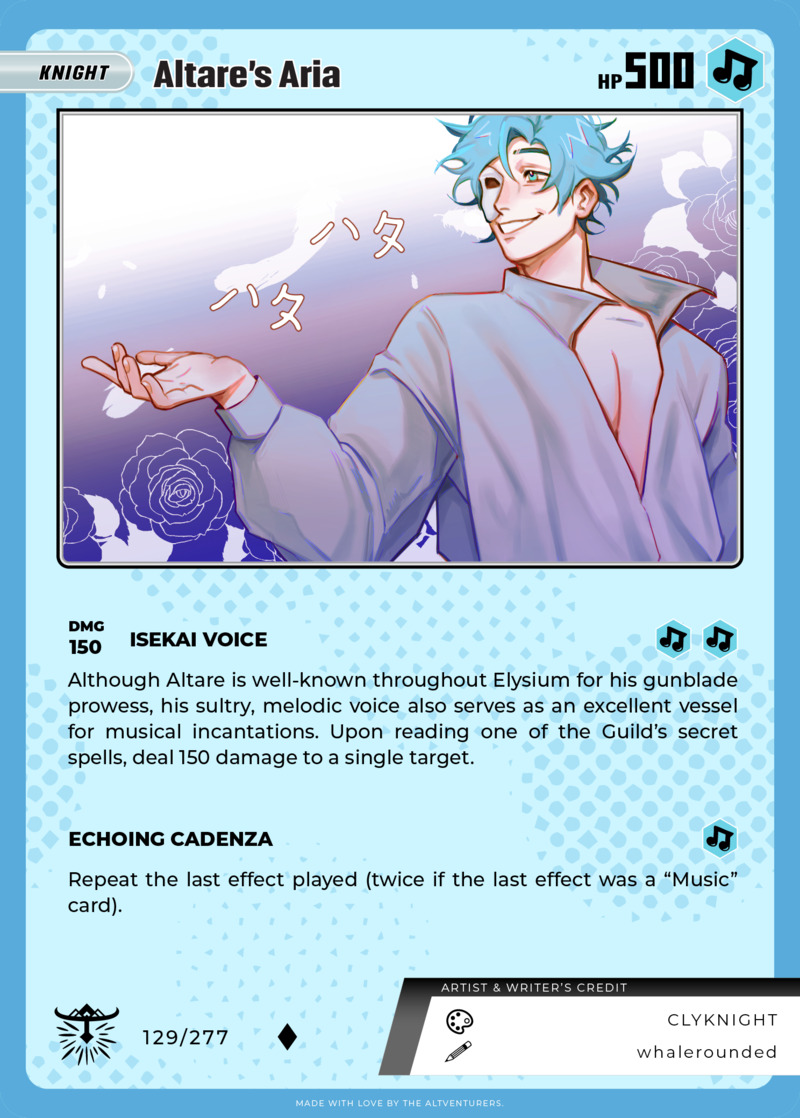 KNIGHT
Altare's Aria
HP 500
ハタ
ハタ
DMG
150
ISEKAI VOICE
Although Altare is well-known throughout Elysium for his gunblade
prowess, his sultry, melodic voice also serves as an excellent vessel
for musical incantations. Upon reading one of the Guild's secret
spells, deal 150 damage to a single target.
ECHOING CADENZA
Repeat the last effect played (twice if the last effect was a “Music”
card).
ARTIST & WRITER'S CREDIT
CLYKNIGHT
whalerounded
129/277
MADE WITH LOVE BY THE ALTVENTURERS.